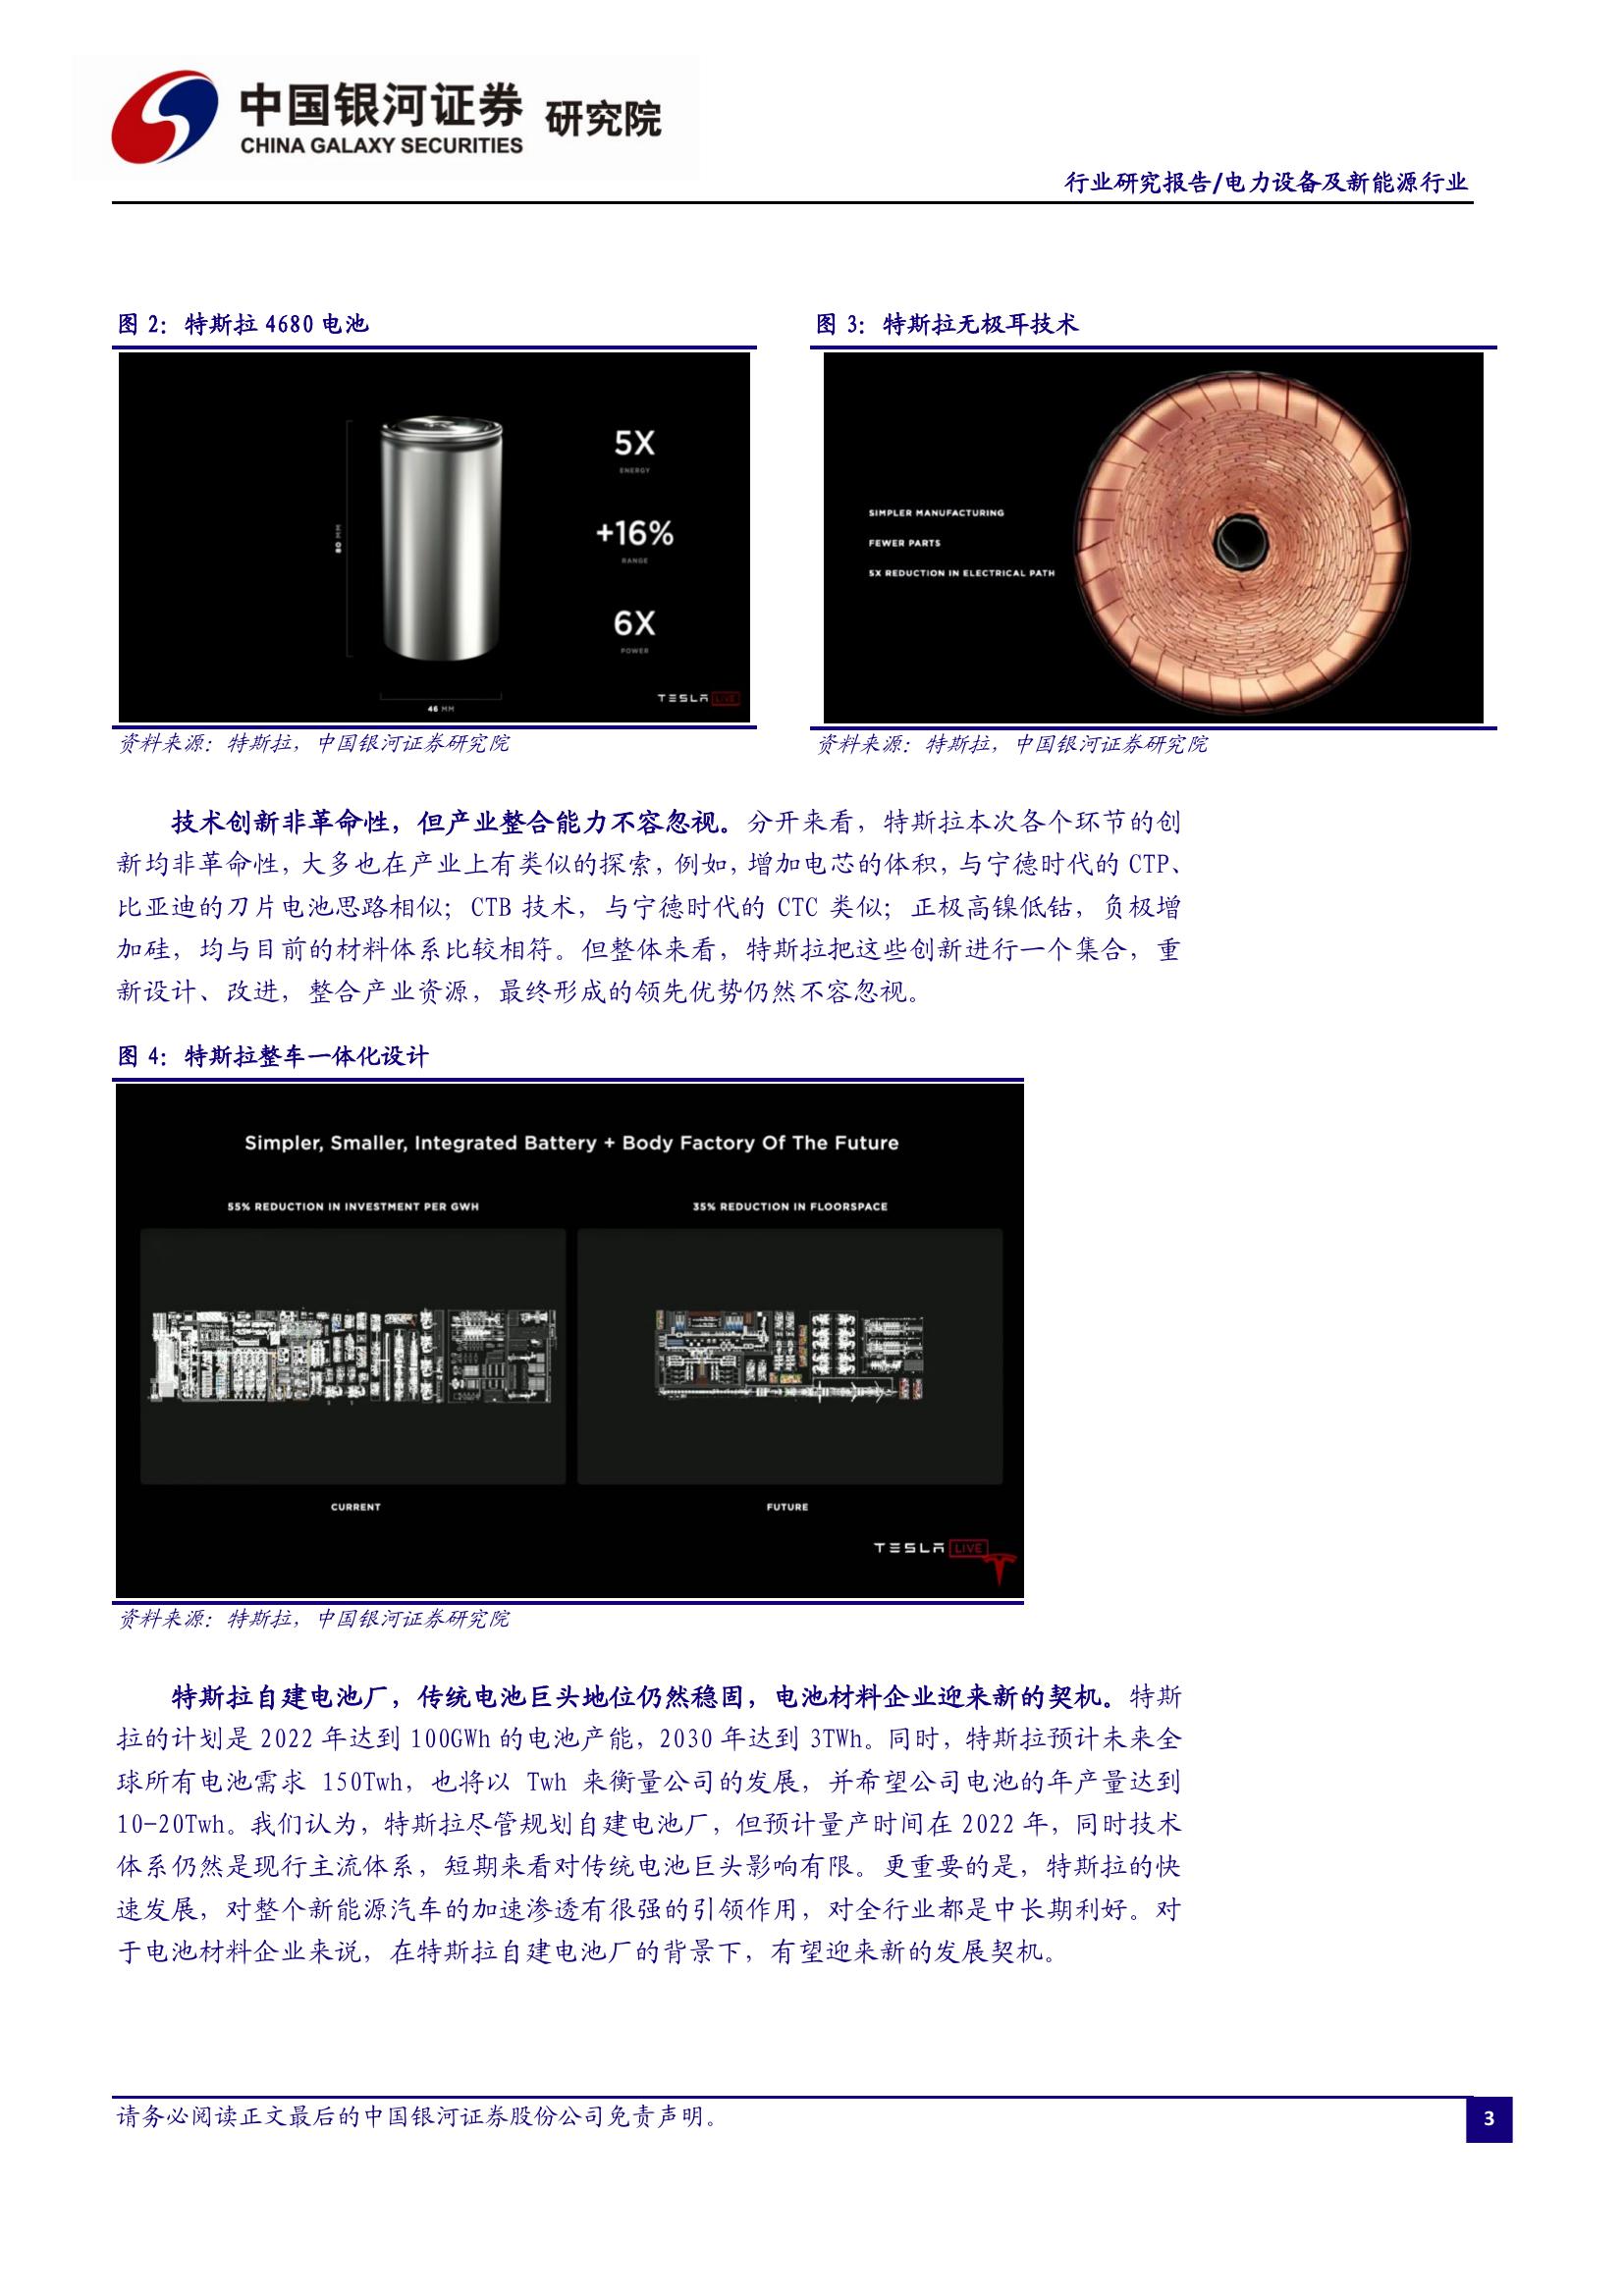 中国银河证券 研究院
CHINA GALAXY SECURITIES
行业研究报告/电力设备及新能源行业
图 2：特斯拉 4680 电池
80 MM
46 MM
5X
ENERGY
+16%
RANGE
6X
POWER
TESLA LIVE
资料来源：特斯拉，中国银河证券研究院
图 3：特斯拉无极耳技术
SIMPLER MANUFACTURING
FEWER PARTS
5X REDUCTION IN ELECTRICAL PATH
资料来源：特斯拉，中国银河证券研究院
技术创新非革命性，但产业整合能力不容忽视。分开来看，特斯拉本次各个环节的创
新均非革命性，大多也在产业上有类似的探索，例如，增加电芯的体积，与宁德时代的 CTP、
比亚迪的刀片电池思路相似；CTB 技术，与宁德时代的 CTC 类似；正极高镍低钴，负极增
加硅，均与目前的材料体系比较相符。但整体来看，特斯拉把这些创新进行一个集合，重
新设计、改进，整合产业资源，最终形成的领先优势仍然不容忽视。
图 4：特斯拉整车一体化设计
Simpler, Smaller, Integrated Battery + Body Factory Of The Future
55% REDUCTION IN INVESTMENT PER GWH
35% REDUCTION IN FLOORSPACE
CURRENT
FUTURE
TESLA LIVE
资料来源：特斯拉，中国银河证券研究院
特斯拉自建电池厂，传统电池巨头地位仍然稳固，电池材料企业迎来新的契机。特斯
拉的计划是 2022 年达到 100GWh 的电池产能，2030 年达到 3TWh。同时，特斯拉预计未来全
球所有电池需求 150Twh，也将以 Twh 来衡量公司的发展，并希望公司电池的年产量达到
10-20Twh。我们认为，特斯拉尽管规划自建电池厂，但预计量产时间在 2022 年，同时技术
体系仍然是现行主流体系，短期来看对传统电池巨头影响有限。更重要的是，特斯拉的快
速发展，对整个新能源汽车的加速渗透有很强的引领作用，对全行业都是中长期利好。对
于电池材料企业来说，在特斯拉自建电池厂的背景下，有望迎来新的发展契机。
请务必阅读正文最后的中国银河证券股份公司免责声明。
3